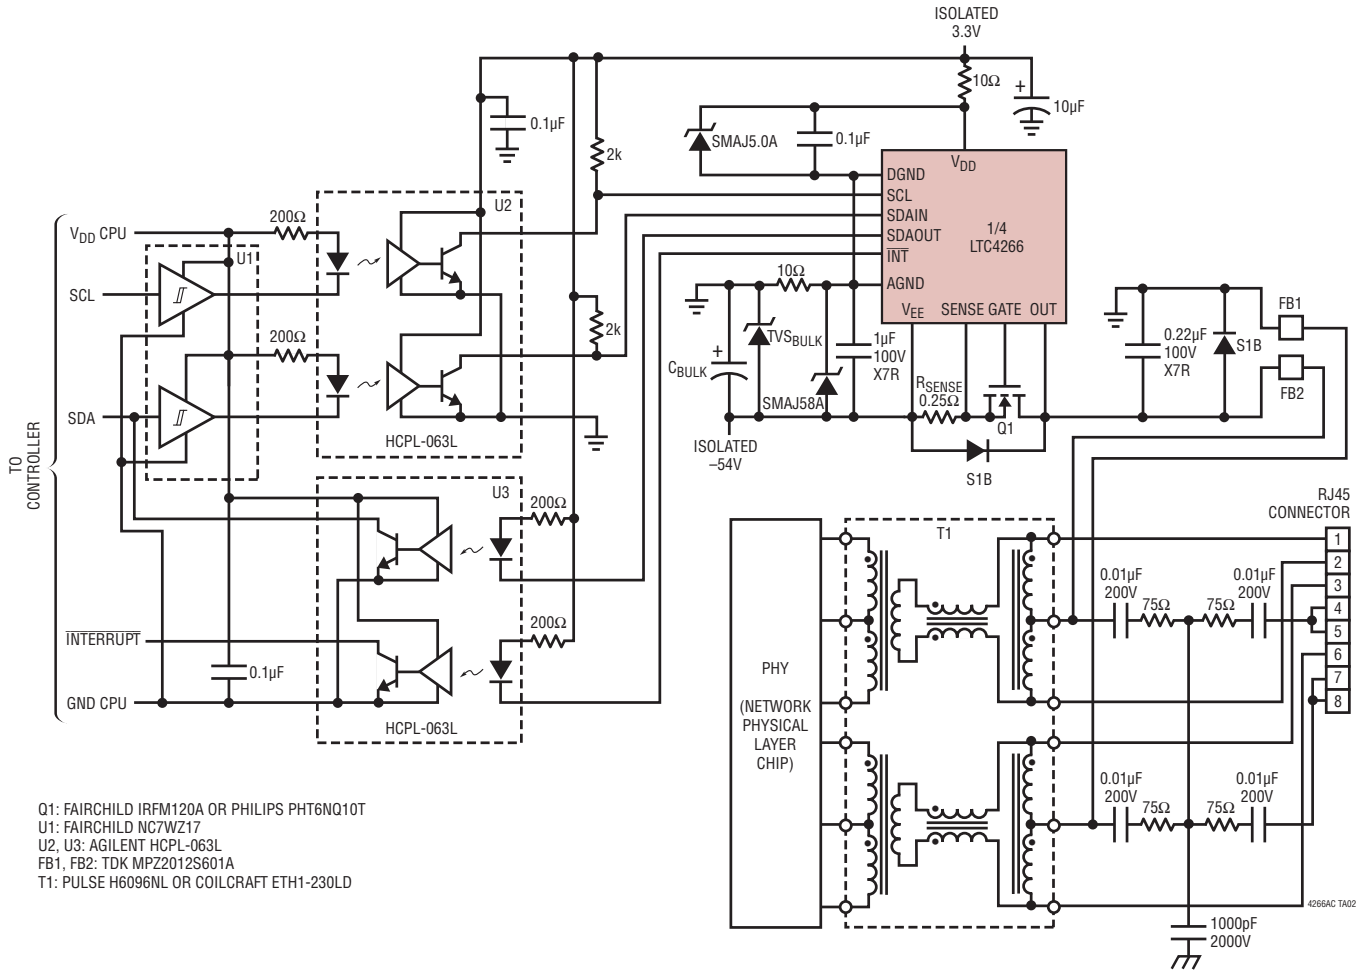 ISOLATED
3.3V
10Ω
+
10µF
0.1µF
2k
SMAJ5.0A
0.1µF
VDD
DGND
SCL
SDAIN
SDAOUT
INT
AGND
1/4
LTC4266
VEE
SENSE
GATE
OUT
U2
200Ω
VDD CPU
U1
SCL
200Ω
2k
SDA
HCPL-063L
TO
CONTROLLER
10Ω
+
CBULK
TVSBULK
SMAJ58A
1µF
100V
X7R
RSENSE
0.25Ω
Q1
S1B
ISOLATED
–54V
0.22µF
100V
X7R
S1B
FB1
FB2
U3
200Ω
200Ω
INTERRUPT
0.1µF
GND CPU
HCPL-063L
PHY
(NETWORK
PHYSICAL
LAYER
CHIP)
T1
RJ45
CONNECTOR
1
2
3
4
5
6
7
8
0.01µF
200V
75Ω
75Ω
0.01µF
200V
0.01µF
200V
75Ω
75Ω
0.01µF
200V
1000pF
2000V
4266AC TA02
Q1: FAIRCHILD IRFM120A OR PHILIPS PHT6NQ10T
U1: FAIRCHILD NC7WZ17
U2, U3: AGILENT HCPL-063L
FB1, FB2: TDK MPZ2012S601A
T1: PULSE H6096NL OR COILCRAFT ETH1-230LD